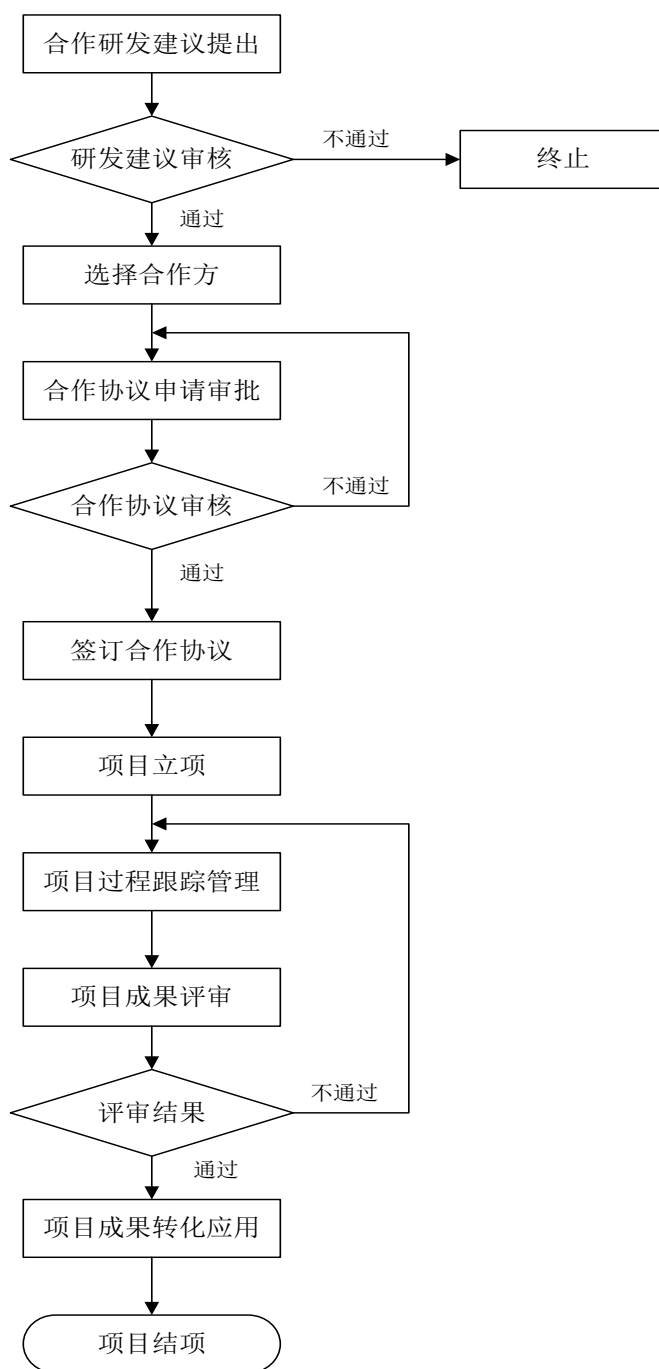 合作研发建议提出
研发建议审核
不通过
终止
通过
选择合作方
合作协议申请审批
合作协议审核
不通过
通过
签订合作协议
项目立项
项目过程跟踪管理
项目成果评审
评审结果
不通过
通过
项目成果转化应用
项目结项